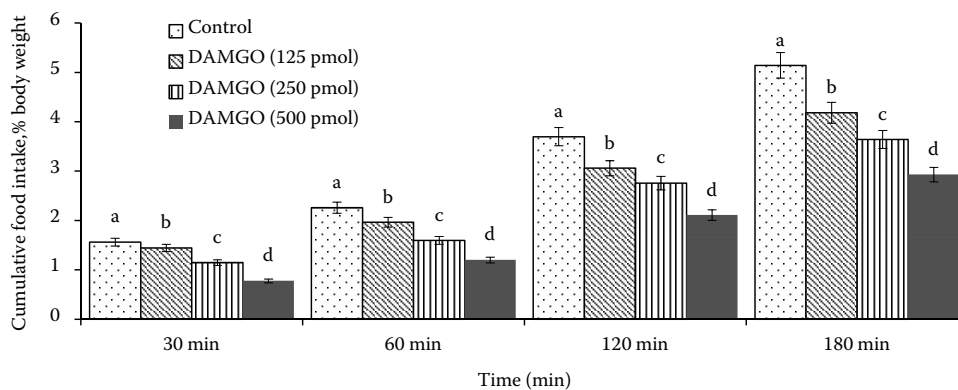 Cumulative food intake,% body weight
6
5
4
3
2
1
0
Control
DAMGO (125 pmol)
DAMGO (250 pmol)
DAMGO (500 pmol)
a b c d
a b c d
a b c d
a b c d
30 min 60 min 120 min 180 min
Time (min)